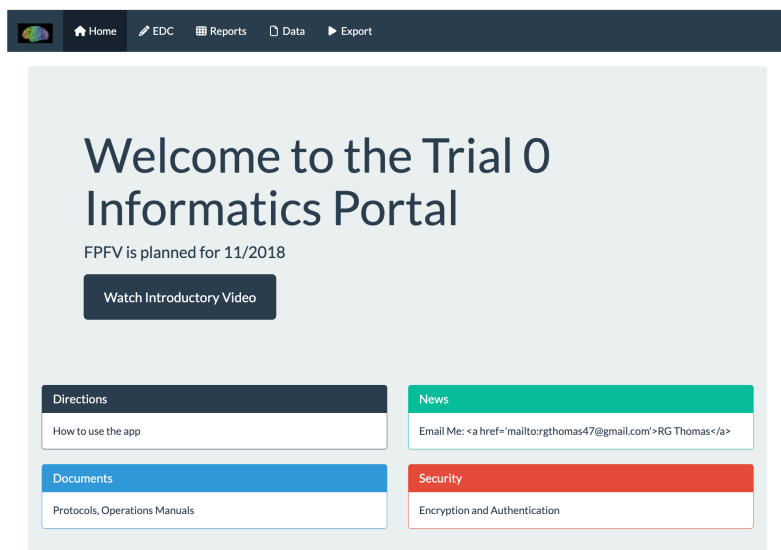 Home EDC Reports Data Export
Welcome to the Trial 0
Informatics Portal
FPFV is planned for 11/2018
Watch Introductory Video
Directions
How to use the app
News
Email Me: <a href='mailto:rgthomas47@gmail.com'>RG Thomas</a>
Documents
Protocols, Operations Manuals
Security
Encryption and Authentication